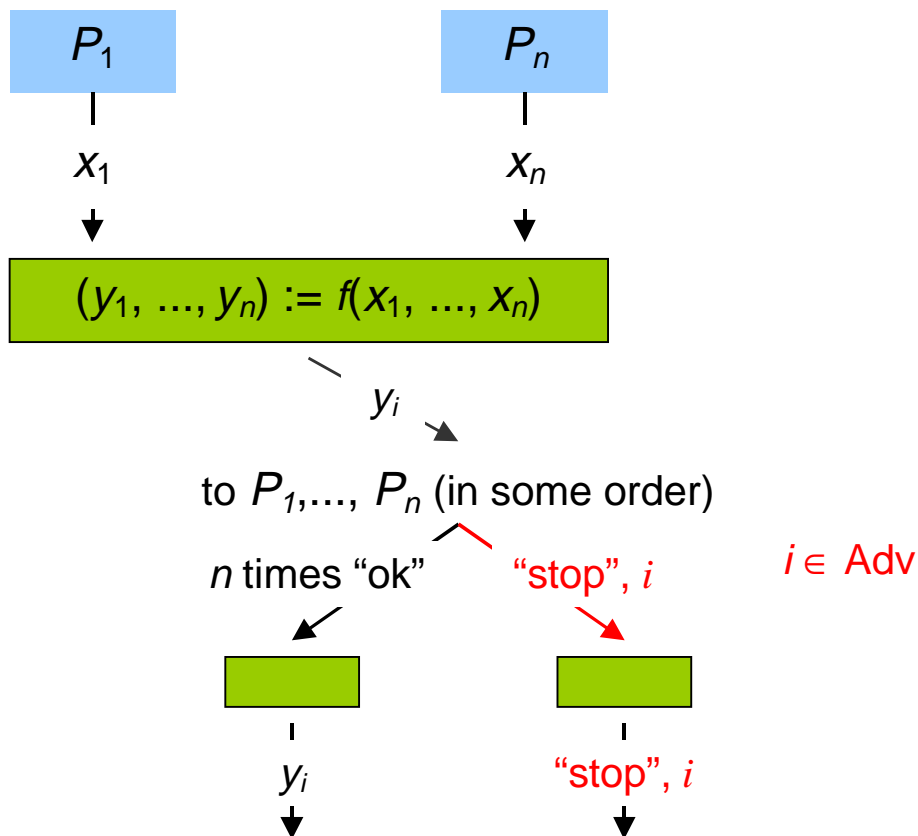 P₁ Pₙ
x₁ xₙ
(y₁, ..., yₙ) := f(x₁, ..., xₙ)
yᵢ
to P₁,..., Pₙ (in some order)
n times “ok” “stop”, i i ∈ Adv
yᵢ “stop”, i